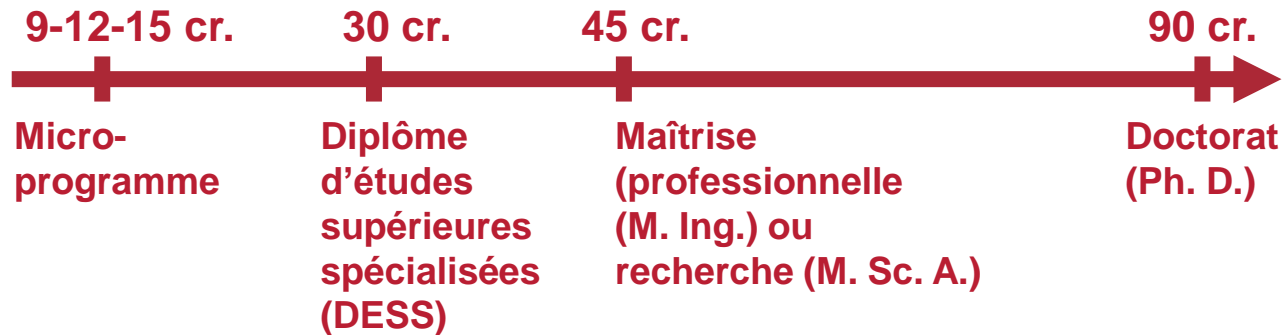 9-12-15 cr.
30 cr.
45 cr.
90 cr.
Micro-
programme
Diplôme
d'études
supérieures
spécialisées
(DESS)
Maîtrise
(professionnelle
(M. Ing.) ou
recherche (M. Sc. A.)
Doctorat
(Ph. D.)